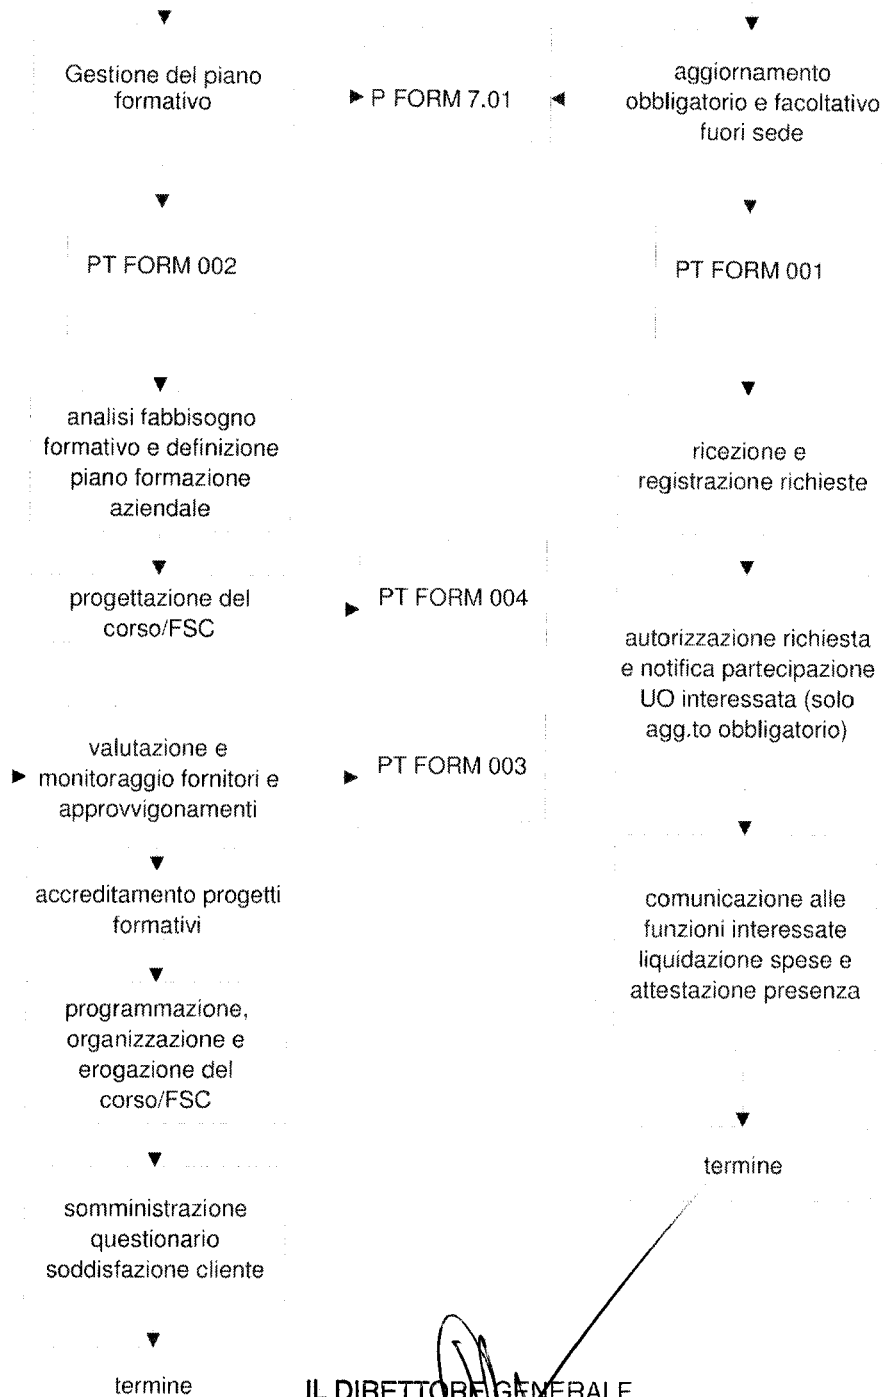 Gestione del piano
formativo
P FORM 7.01
aggiornamento
obbligatorio e facoltativo
fuori sede
PT FORM 002
PT FORM 001
analisi fabbisogno
formativo e definizione
piano formazione
aziendale
ricezione e
registrazione richieste
progettazione del
corso/FSC
PT FORM 004
autorizzazione richiesta
e notifica partecipazione
UO interessata (solo
agg.to obbligatorio)
valutazione e
monitoraggio fornitori e
approvvigonamenti
PT FORM 003
accreditamento progetti
formativi
comunicazione alle
funzioni interessate
liquidazione spese e
attestazione presenza
programmazione,
organizzazione e
erogazione del
corso/FSC
termine
somministrazione
questionario
soddisfazione cliente
termine
IL DIRETTORE GENERALE